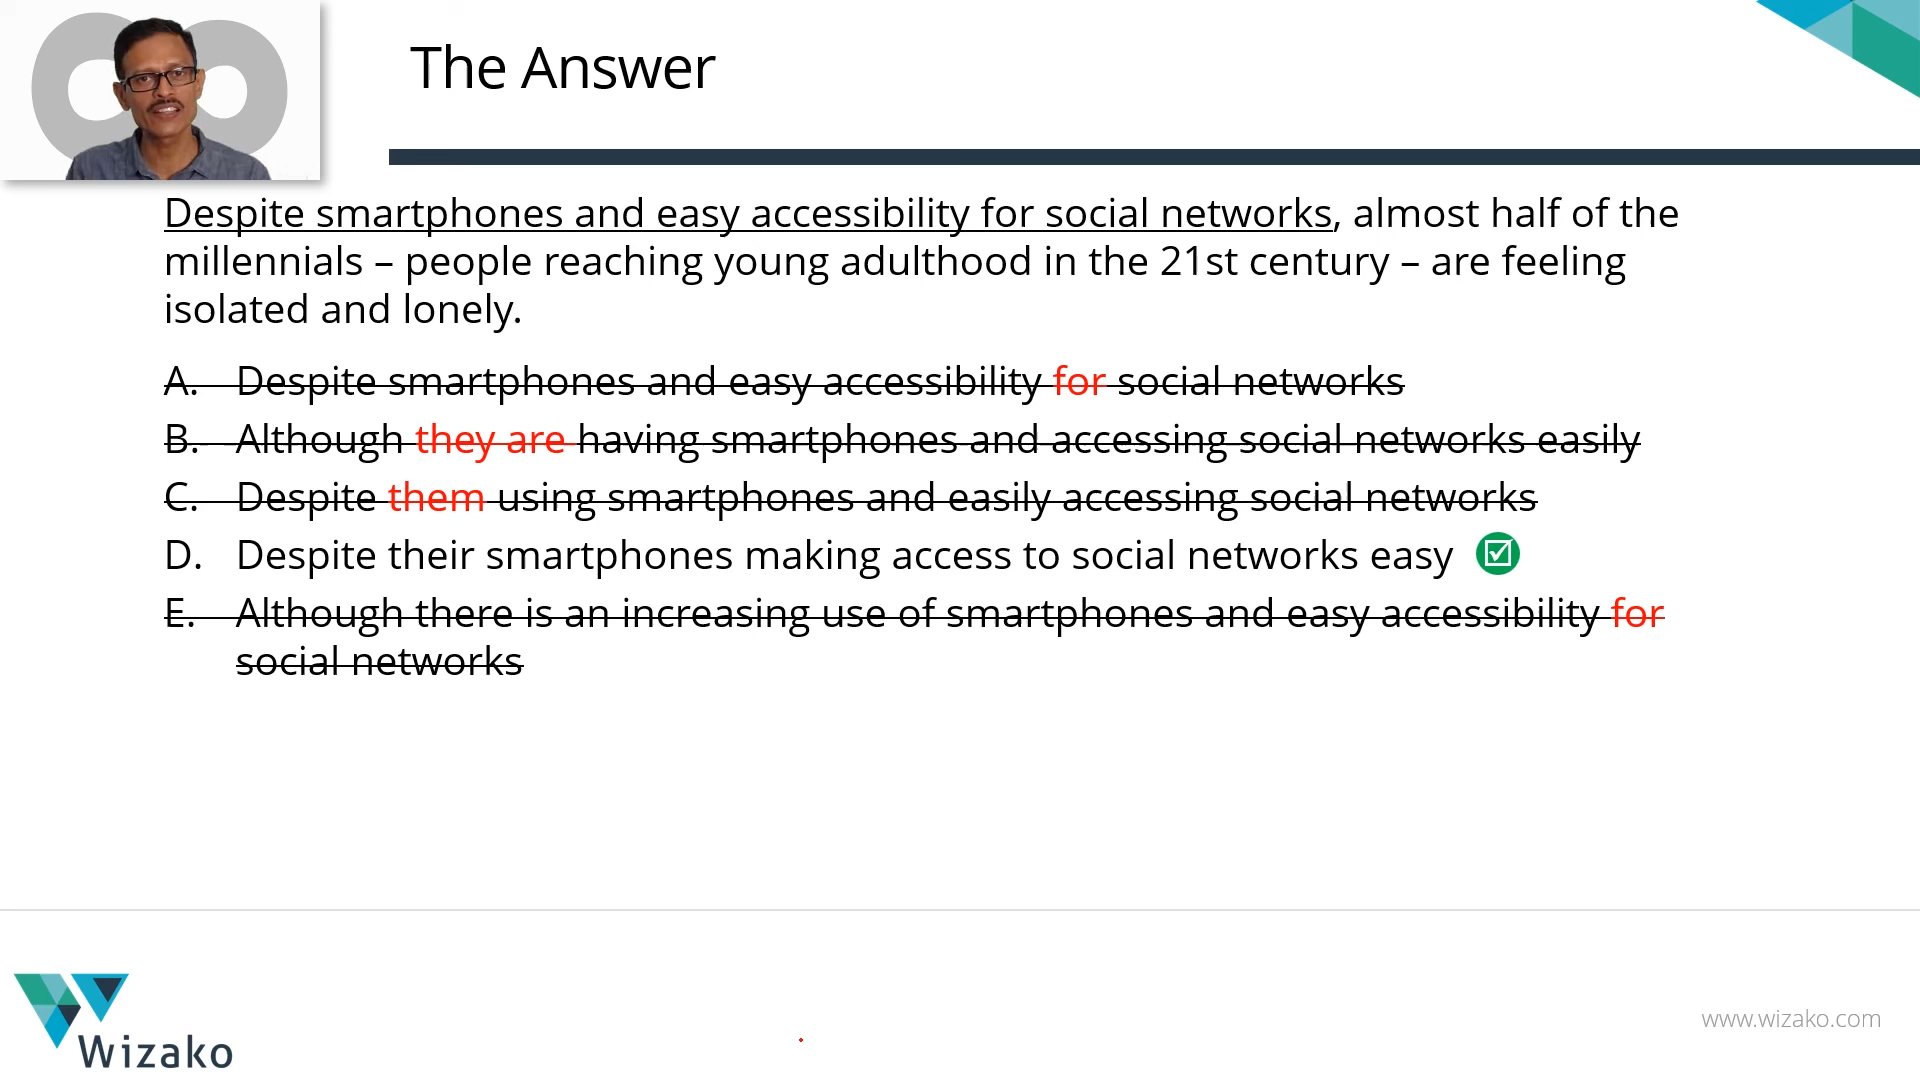 The Answer
Despite smartphones and easy accessibility for social networks, almost half of the
millennials – people reaching young adulthood in the 21st century – are feeling
isolated and lonely.
A. Despite smartphones and easy accessibility for social networks
B. Although they are having smartphones and accessing social networks easily
C. Despite them using smartphones and easily accessing social networks
D. Despite their smartphones making access to social networks easy
E. Although there is an increasing use of smartphones and easy accessibility for
social networks
Wizako
www.wizako.com